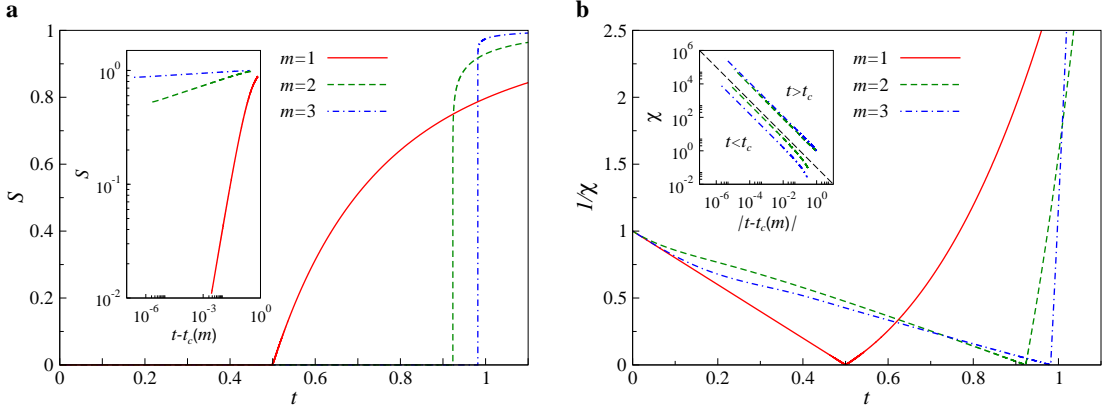 a
S
1
0.8
0.6
0.4
0.2
0
0 0.2 0.4 0.6 0.8 1
t
m=1
m=2
m=3
S
10^0
10^-1
10^-2
10^-6 10^-3 10^0
t-t_c(m)
b
1/χ
2.5
2
1.5
1
0.5
0
0 0.2 0.4 0.6 0.8 1
t
m=1
m=2
m=3
χ
10^6
10^4
10^2
10^0
10^-2
10^-6 10^-4 10^-2 10^0
|t-t_c(m)|
t>t_c
t<t_c